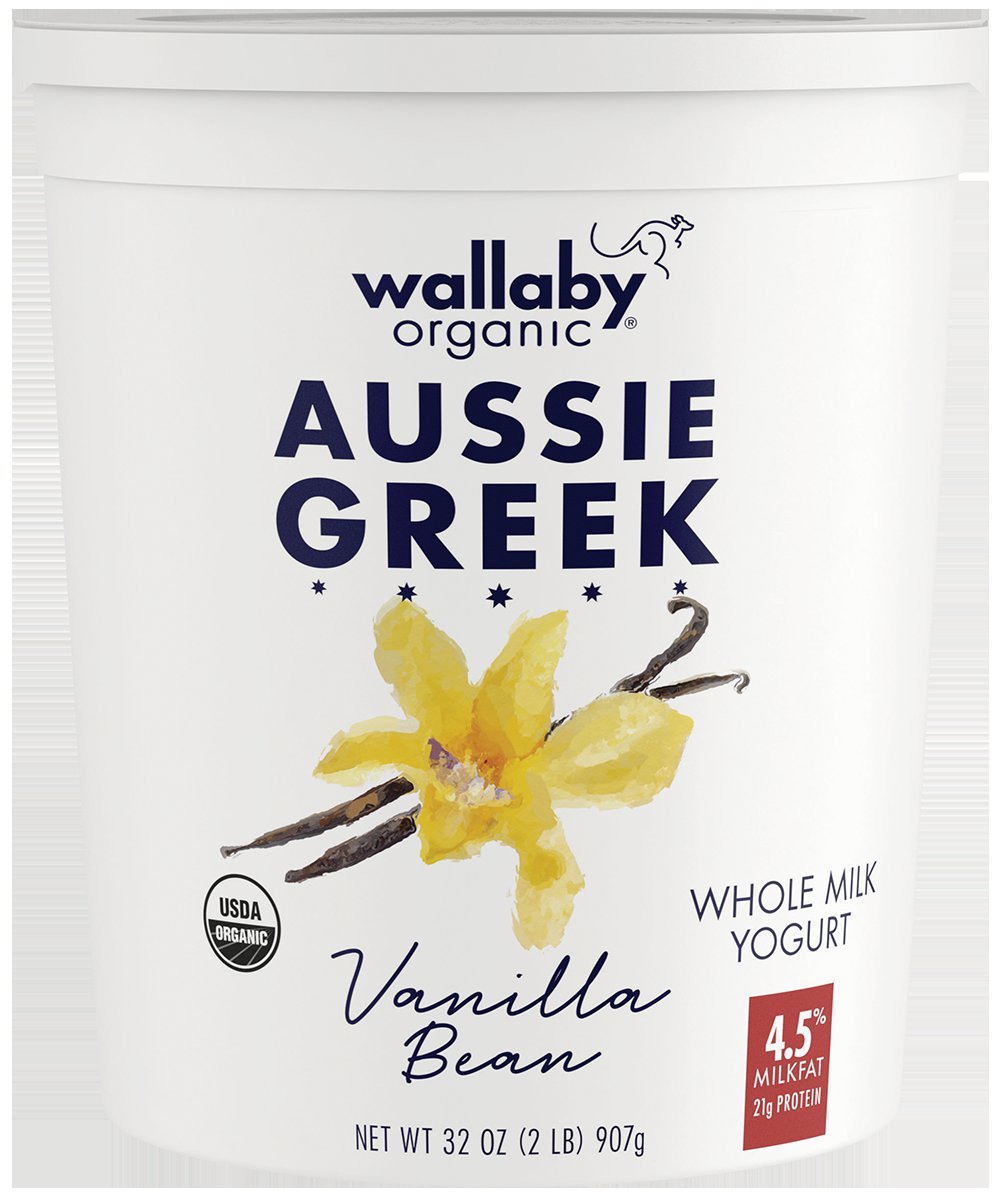 wallaby
organic®
AUSSIE
GREEK
USDA
ORGANIC
WHOLE MILK
YOGURT
Vanilla
Bean
4.5%
MILKFAT
21g PROTEIN
NET WT 32 OZ (2 LB) 907g